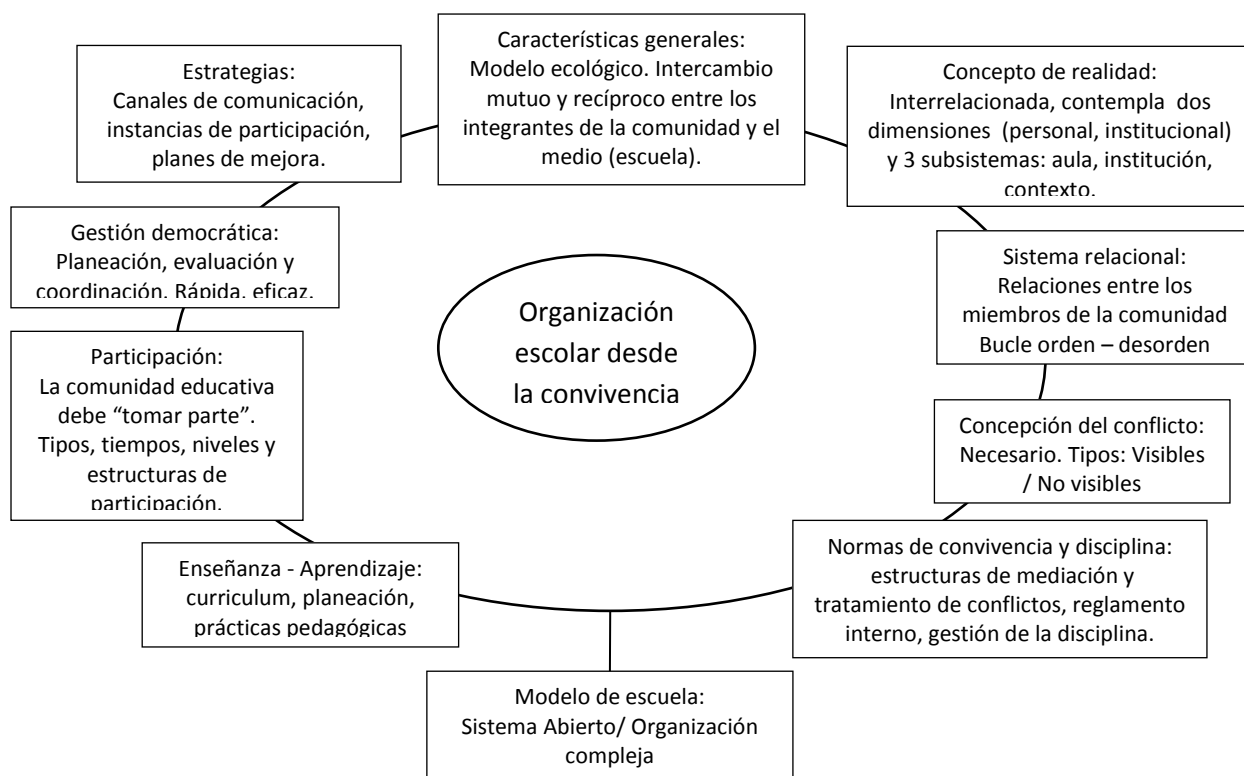 Características generales:
Modelo ecológico. Intercambio
mutuo y recíproco entre los
integrantes de la comunidad y el
medio (escuela).
Concepto de realidad:
Interrelacionada, contempla dos
dimensiones (personal, institucional)
y 3 subsistemas: aula, institución,
contexto.
Sistema relacional:
Relaciones entre los
miembros de la comunidad
Bucle orden – desorden
Concepción del conflicto:
Necesario. Tipos: Visibles
/ No visibles
Normas de convivencia y disciplina:
estructuras de mediación y
tratamiento de conflictos, reglamento
interno, gestión de la disciplina.
Modelo de escuela:
Sistema Abierto/ Organización
compleja
Enseñanza - Aprendizaje:
curriculum, planeación,
prácticas pedagógicas
Participación:
La comunidad educativa
debe “tomar parte”.
Tipos, tiempos, niveles y
estructuras de
participación.
Gestión democrática:
Planeación, evaluación y
coordinación. Rápida, eficaz.
Estrategias:
Canales de comunicación,
instancias de participación,
planes de mejora.
Organización
escolar desde
la convivencia